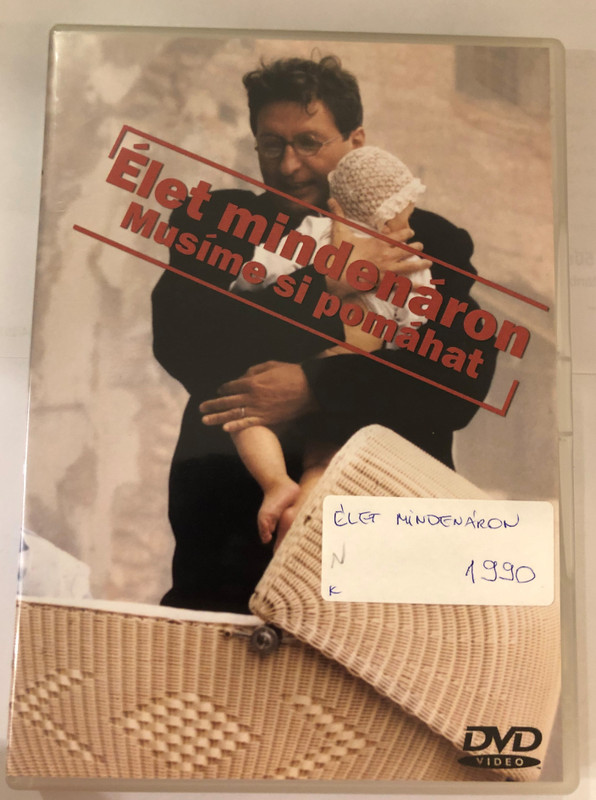 Élet mindenáron
Musíme si pomáhat
ÉLET MINDENÁRON
N
1990
K
DVD
VIDEO